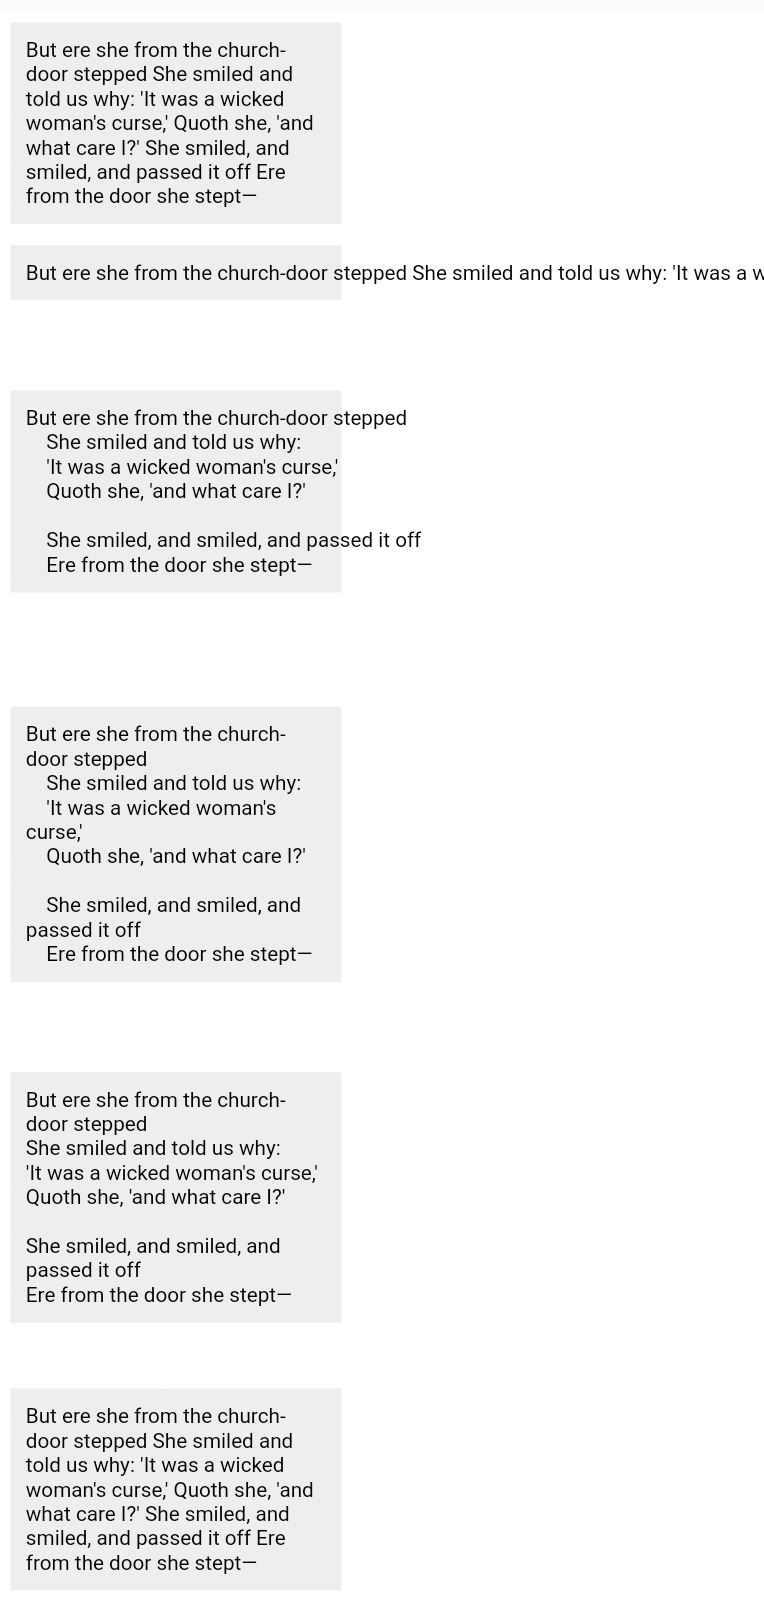 But ere she from the church-
door stepped She smiled and
told us why: 'It was a wicked
woman's curse,' Quoth she, 'and
what care I?' She smiled, and
smiled, and passed it off Ere
from the door she stept—
But ere she from the church-door stepped She smiled and told us why: 'It was a w
But ere she from the church-door stepped
She smiled and told us why:
'It was a wicked woman's curse,'
Quoth she, 'and what care I?'
She smiled, and smiled, and passed it off
Ere from the door she stept—
But ere she from the church-
door stepped
She smiled and told us why:
'It was a wicked woman's
curse,'
Quoth she, 'and what care I?'
She smiled, and smiled, and
passed it off
Ere from the door she stept—
But ere she from the church-
door stepped
She smiled and told us why:
'It was a wicked woman's curse,'
Quoth she, 'and what care I?'
She smiled, and smiled, and
passed it off
Ere from the door she stept—
But ere she from the church-
door stepped She smiled and
told us why: 'It was a wicked
woman's curse,' Quoth she, 'and
what care I?' She smiled, and
smiled, and passed it off Ere
from the door she stept—